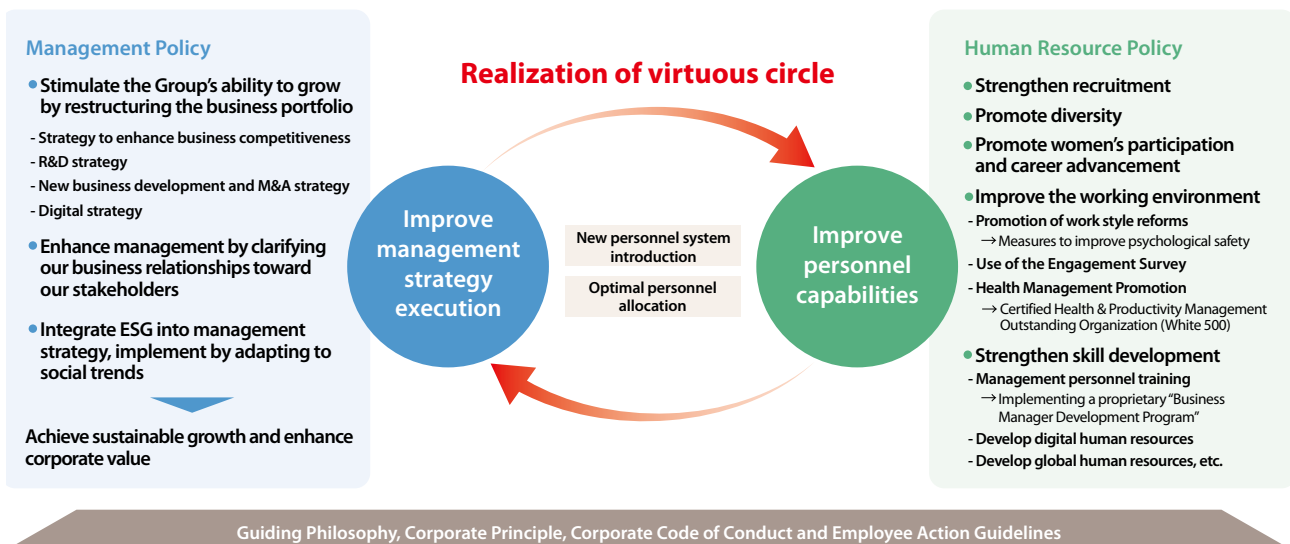 Management Policy
• Stimulate the Group's ability to grow
by restructuring the business portfolio
- Strategy to enhance business competitiveness
- R&D strategy
- New business development and M&A strategy
- Digital strategy
• Enhance management by clarifying
our business relationships toward
our stakeholders
• Integrate ESG into management
strategy, implement by adapting to
social trends
Achieve sustainable growth and enhance
corporate value
Realization of virtuous circle
Improve
management
strategy
execution
New personnel system
introduction
Optimal personnel
allocation
Improve
personnel
capabilities
Human Resource Policy
• Strengthen recruitment
• Promote diversity
• Promote women's participation
and career advancement
• Improve the working environment
- Promotion of work style reforms
→ Measures to improve psychological safety
- Use of the Engagement Survey
- Health Management Promotion
→ Certified Health & Productivity Management
Outstanding Organization (White 500)
• Strengthen skill development
- Management personnel training
→ Implementing a proprietary “Business
Manager Development Program”
- Develop digital human resources
- Develop global human resources, etc.
Guiding Philosophy, Corporate Principle, Corporate Code of Conduct and Employee Action Guidelines